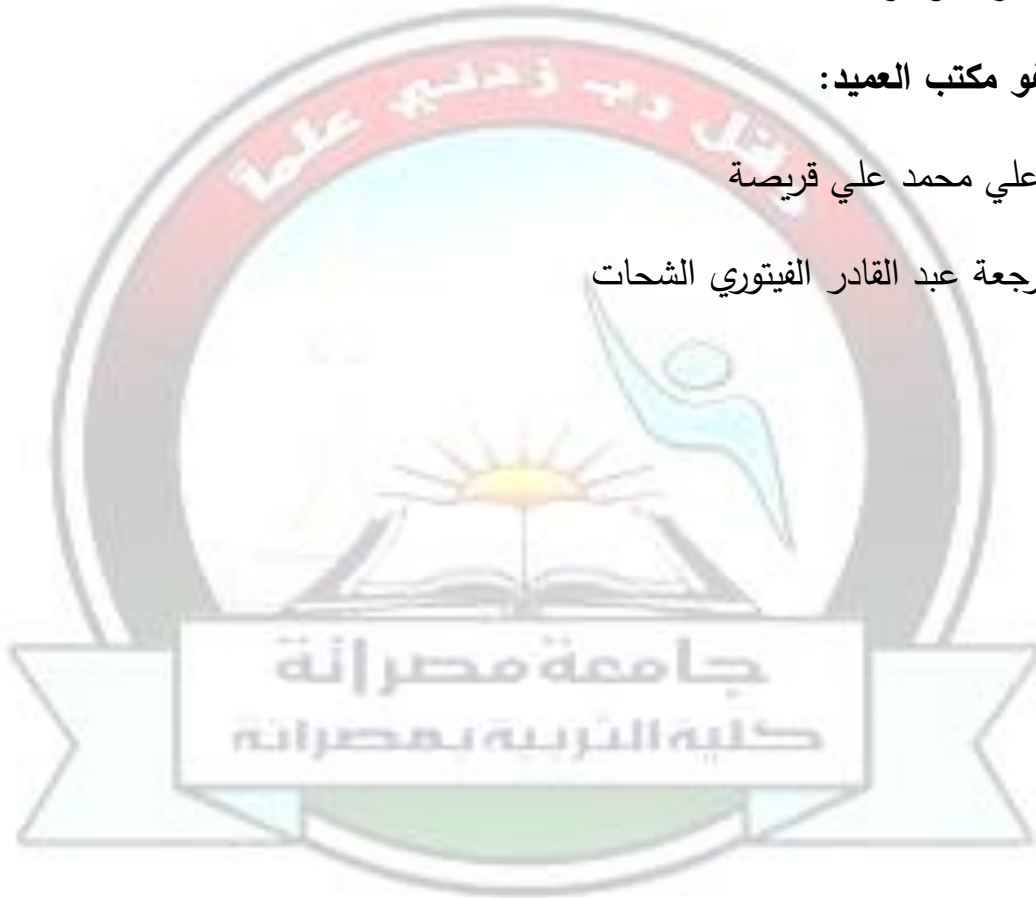 مكتب العميد:
علي محمد علي قريصة
رجعة عبد القادر الفيتوري الشحات
وقل رب زدني علما
جامعة مصراتة
كلية التربية بمصراتة